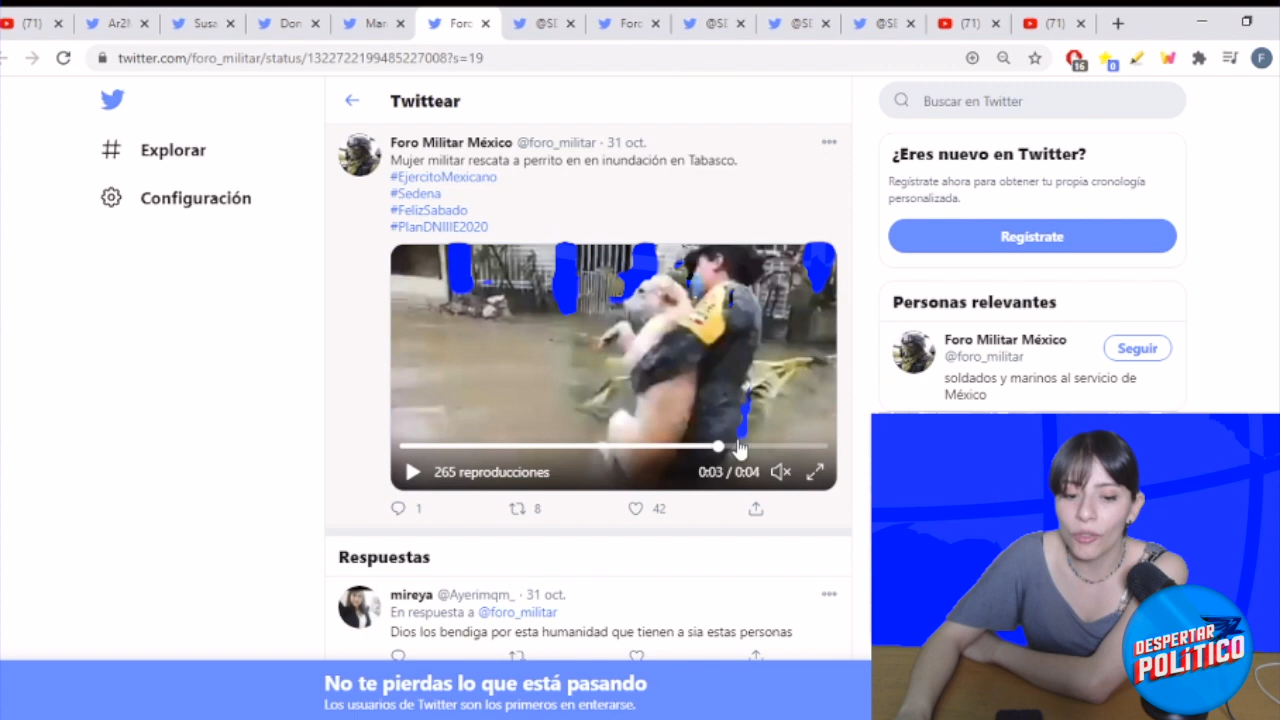 (71)
Ar2
Susa
Don
Mar
Foro
@SE
Foro
@SE
@SE
@SE
(71)
(71)
twitter.com/foro_militar/status/1322722199485227008?s=19
16
0
F
Explorar
Configuración
Twittear
Foro Militar México @foro_militar · 31 oct.
Mujer militar rescata a perrito en en inundación en Tabasco.
#EjercitoMexicano
#Sedena
#FelizSabado
#PlanDNIIIE2020
265 reproducciones
0:03 / 0:04
1
8
42
Respuestas
mireya @Ayerimqm_ · 31 oct.
En respuesta a @foro_militar
Dios los bendiga por esta humanidad que tienen a sia estas personas
Buscar en Twitter
¿Eres nuevo en Twitter?
Regístrate ahora para obtener tu propia cronología
personalizada.
Regístrate
Personas relevantes
Foro Militar México
@foro_militar
Seguir
soldados y marinos al servicio de
México
DESPERTAR
POLÍTICO
No te pierdas lo que está pasando
Los usuarios de Twitter son los primeros en enterarse.